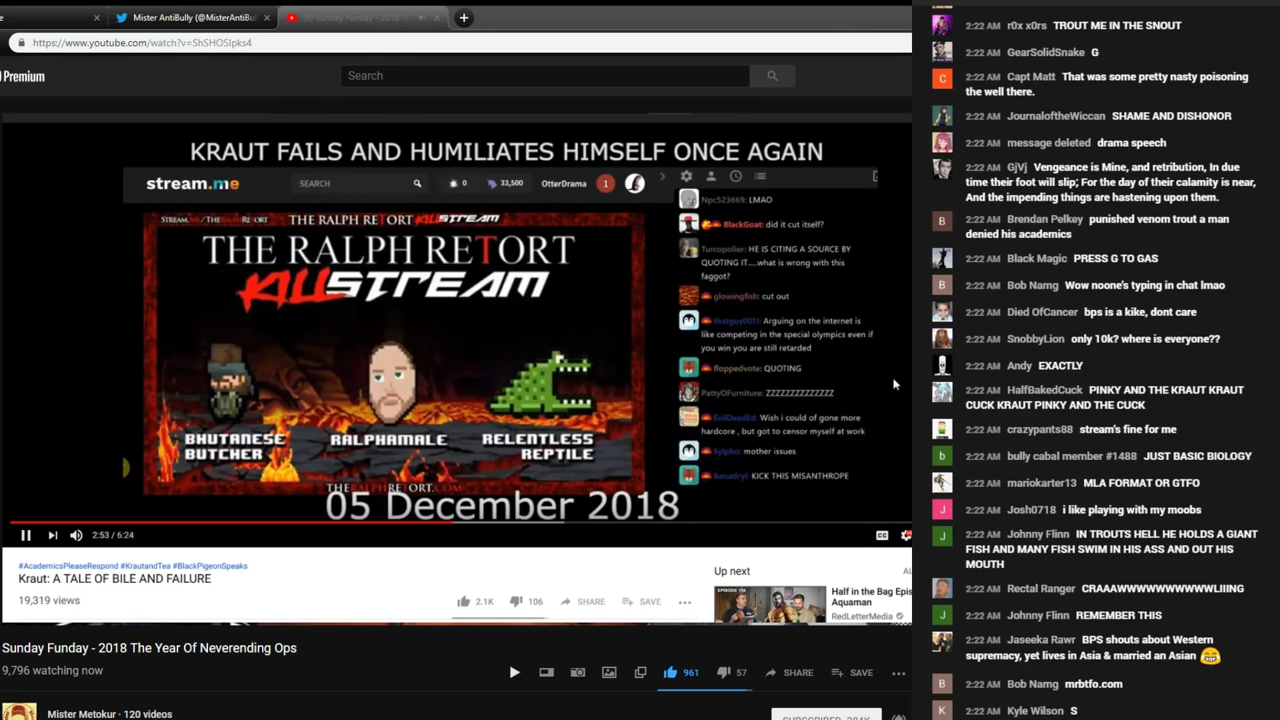 Mister AntiBully (@MisterAntiBul
Sunday Funday - 2018
https://www.youtube.com/watch?v=ShSHOSIpks4
Premium
Search
KRAUT FAILS AND HUMILIATES HIMSELF ONCE AGAIN
stream.me
SEARCH
0
33,500
OtterDrama
1
STREAM.ME/THERALPHRETORT
THE RALPH RETORT KILLSTREAM
THE RALPH RETORT
KILLSTREAM
BHUTANESE
BUTCHER
RALPHAMALE
RELENTLESS
REPTILE
THERALPHRETORT.COM
Npc523669: LMAO
BlackGoat: did it cut itself?
Turcopolier: HE IS CITING A SOURCE BY
QUOTING IT.....what is wrong with this
faggot?
glowingfish: cut out
thatguy0011: Arguing on the internet is
like competing in the special olympics even if
you win you are still retarded
floppedvote: QUOTING
PattyOFurniture: ZZZZZZZZZZZZZZ
EvilDeadEd: Wish i could of gone more
hardcore , but got to censor myself at work
Sylpho: mother issues
Benadryl: KICK THIS MISANTHROPE
05 December 2018
2:53 / 6:24
#AcademicsPleaseRespond #KrautandTea #BlackPigeonSpeaks
Kraut: A TALE OF BILE AND FAILURE
19,319 views
2.1K
106
SHARE
SAVE
Up next
AU
EPISODE 156
Half in the Bag Epis
Aquaman
RedLetterMedia
Sunday Funday - 2018 The Year Of Neverending Ops
9,796 watching now
961
57
SHARE
SAVE
Mister Metokur · 120 videos
SUBSCRIBED 284K
2:22 AM r0x x0rs TROUT ME IN THE SNOUT
2:22 AM GearSolidSnake G
2:22 AM Capt Matt That was some pretty nasty poisoning
the well there.
2:22 AM JournaloftheWiccan SHAME AND DISHONOR
2:22 AM message deleted drama speech
2:22 AM GjVj Vengeance is Mine, and retribution, In due
time their foot will slip; For the day of their calamity is near,
And the impending things are hastening upon them.
2:22 AM Brendan Pelkey punished venom trout a man
denied his academics
2:22 AM Black Magic PRESS G TO GAS
2:22 AM Bob Namg Wow noone's typing in chat lmao
2:22 AM Died OfCancer bps is a kike, dont care
2:22 AM SnobbyLion only 10k? where is everyone??
2:22 AM Andy EXACTLY
2:22 AM HalfBakedCuck PINKY AND THE KRAUT KRAUT
CUCK KRAUT PINKY AND THE CUCK
2:22 AM crazypants88 stream's fine for me
2:22 AM bully cabal member #1488 JUST BASIC BIOLOGY
2:22 AM mariokarter13 MLA FORMAT OR GTFO
2:22 AM Josh0718 i like playing with my moobs
2:22 AM Johnny Flinn IN TROUTS HELL HE HOLDS A GIANT
FISH AND MANY FISH SWIM IN HIS ASS AND OUT HIS
MOUTH
2:22 AM Rectal Ranger CRAAAWWWWWWWWLIIING
2:22 AM Johnny Flinn REMEMBER THIS
2:22 AM Jaseeka Rawr BPS shouts about Western
supremacy, yet lives in Asia & married an Asian 😂
2:22 AM Bob Namg mrbtfo.com
2:22 AM Kyle Wilson S